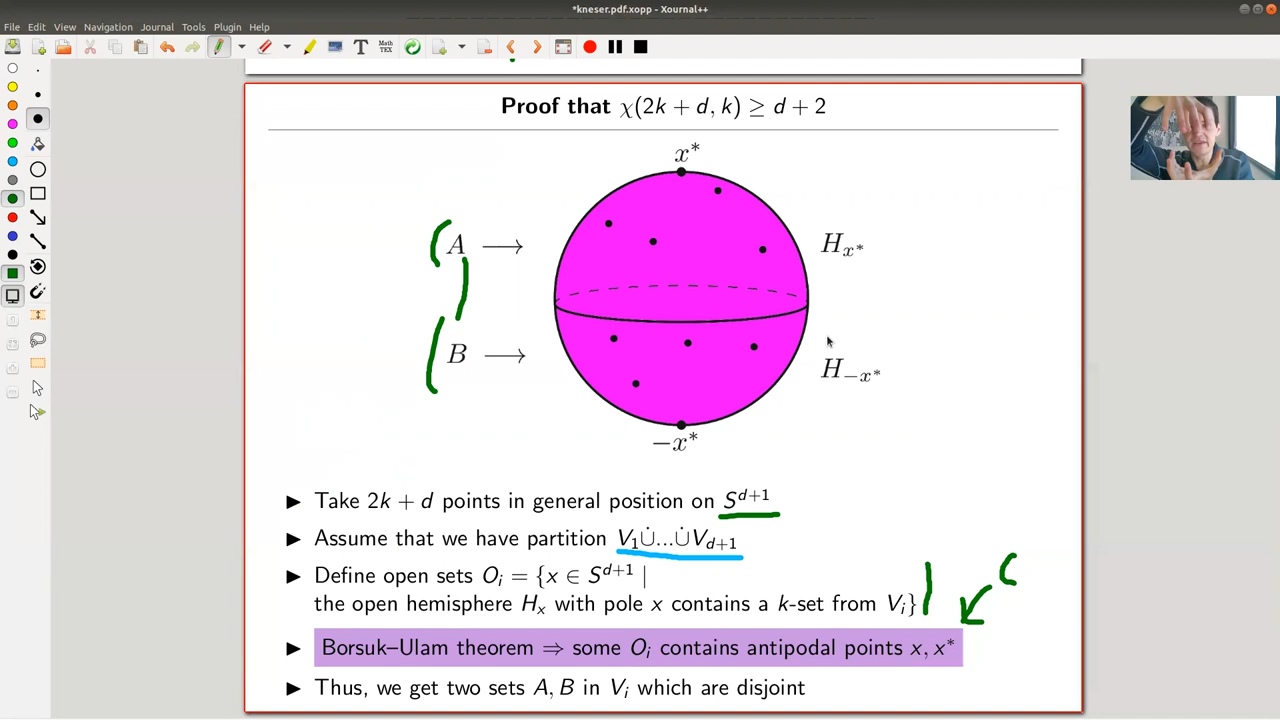 *kneser.pdf.xopp - Xournal++
File Edit View Navigation Journal Tools Plugin Help
T Math TEX
Proof that χ(2k + d, k) ≥ d + 2
x*
A ⟶
H_{x*}
B ⟶
H_{−x*}
−x*
▶ Take 2k + d points in general position on S^{d+1}
▶ Assume that we have partition V₁ ∪̇ ... ∪̇ V_{d+1}
▶ Define open sets O_i = {x ∈ S^{d+1} |
the open hemisphere H_x with pole x contains a k-set from V_i}
▶ Borsuk–Ulam theorem ⇒ some O_i contains antipodal points x, x*
▶ Thus, we get two sets A, B in V_i which are disjoint